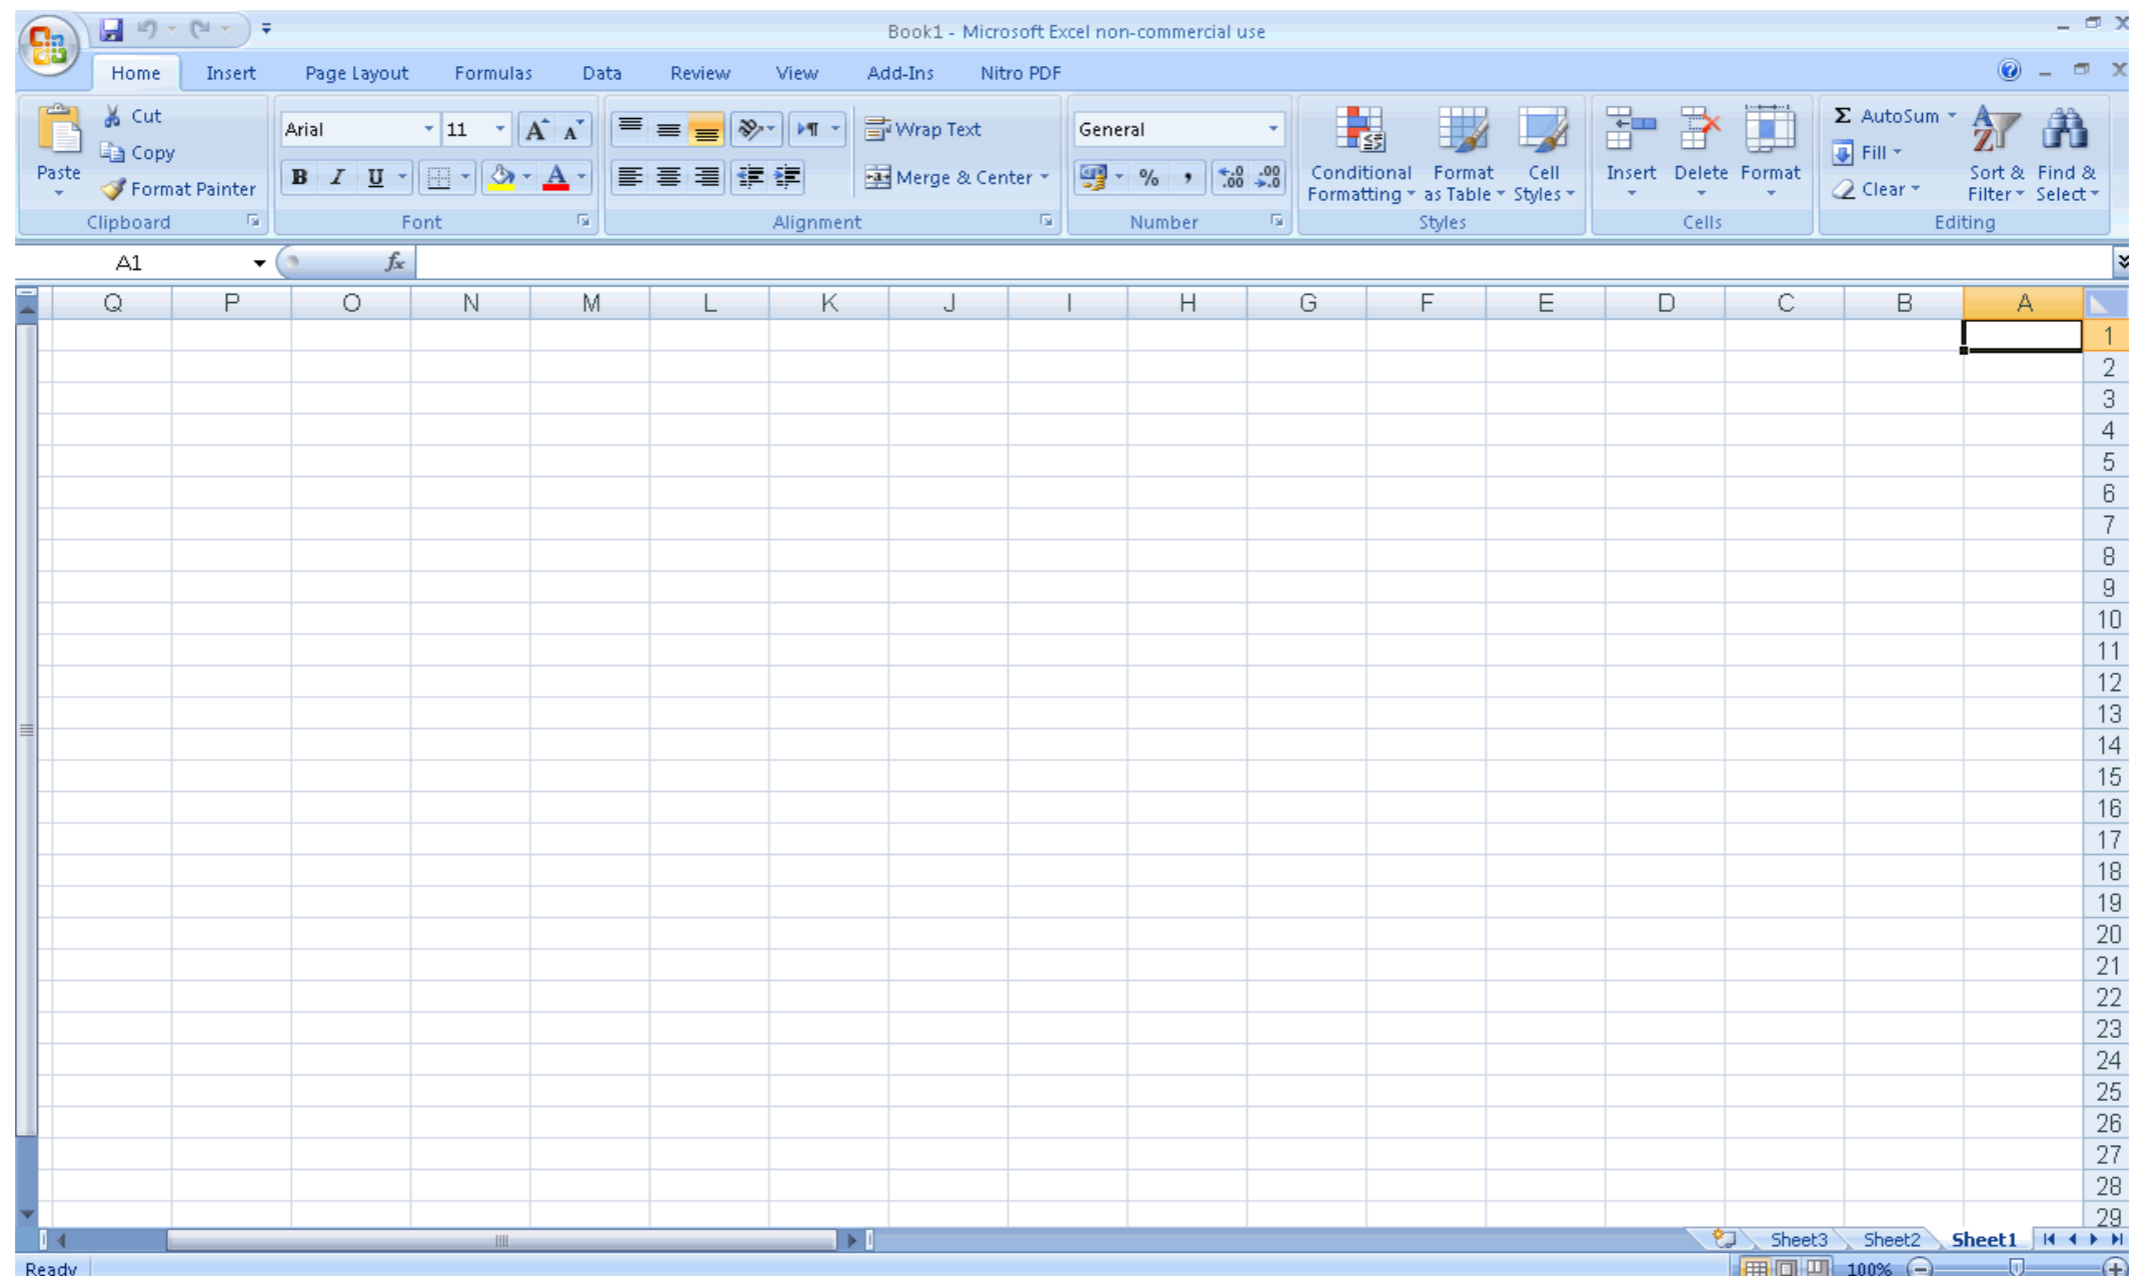 Book1 - Microsoft Excel non-commercial use
Home Insert Page Layout Formulas Data Review View Add-Ins Nitro PDF
Paste
Cut
Copy
Format Painter
Clipboard
Arial 11
B I U
Font
Wrap Text
Merge & Center
Alignment
General
% , .00 .00
Number
Conditional Formatting
Format as Table
Cell Styles
Styles
Insert Delete Format
Cells
Σ AutoSum
Fill
Clear
Sort & Filter
Find & Select
Editing
A1 fx
Q P O N M L K J I H G F E D C B A
1
2
3
4
5
6
7
8
9
10
11
12
13
14
15
16
17
18
19
20
21
22
23
24
25
26
27
28
29
Sheet3 Sheet2 Sheet1
Ready 100%